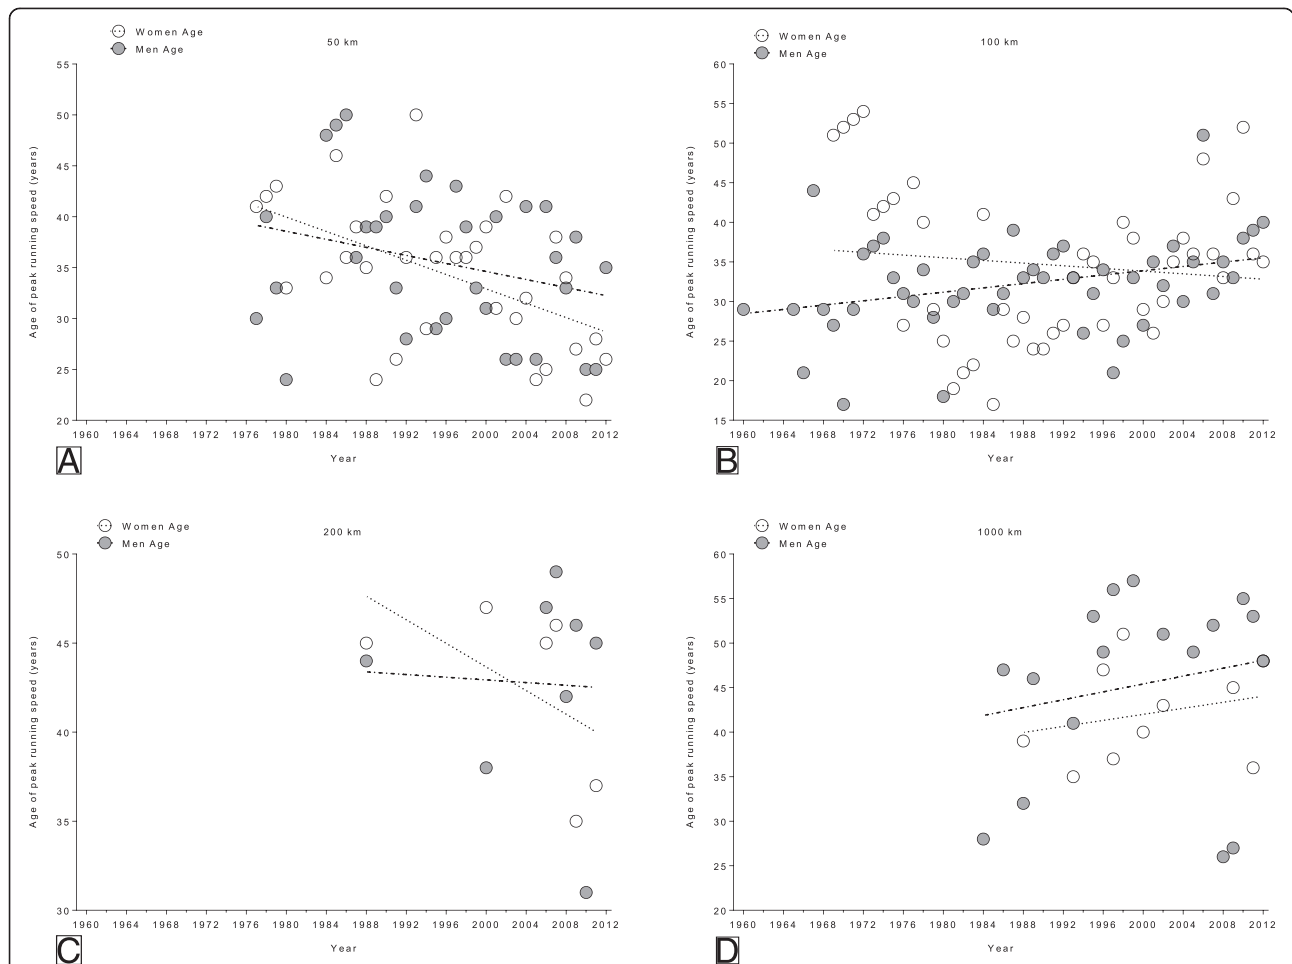 Women Age
Men Age
50 km
55
50
45
40
35
30
25
20
Age of peak running speed (years)
1960 1964 1968 1972 1976 1980 1984 1988 1992 1996 2000 2004 2008 2012
Year
A
Women Age
Men Age
100 km
60
55
50
45
40
35
30
25
20
15
Age of peak running speed (years)
1960 1964 1968 1972 1976 1980 1984 1988 1992 1996 2000 2004 2008 2012
Year
B
Women Age
Men Age
200 km
50
45
40
35
30
Age of peak running speed (years)
1960 1964 1968 1972 1976 1980 1984 1988 1992 1996 2000 2004 2008 2012
Year
C
Women Age
Men Age
1000 km
60
55
50
45
40
35
30
25
20
Age of peak running speed (years)
1960 1964 1968 1972 1976 1980 1984 1988 1992 1996 2000 2004 2008 2012
Year
D